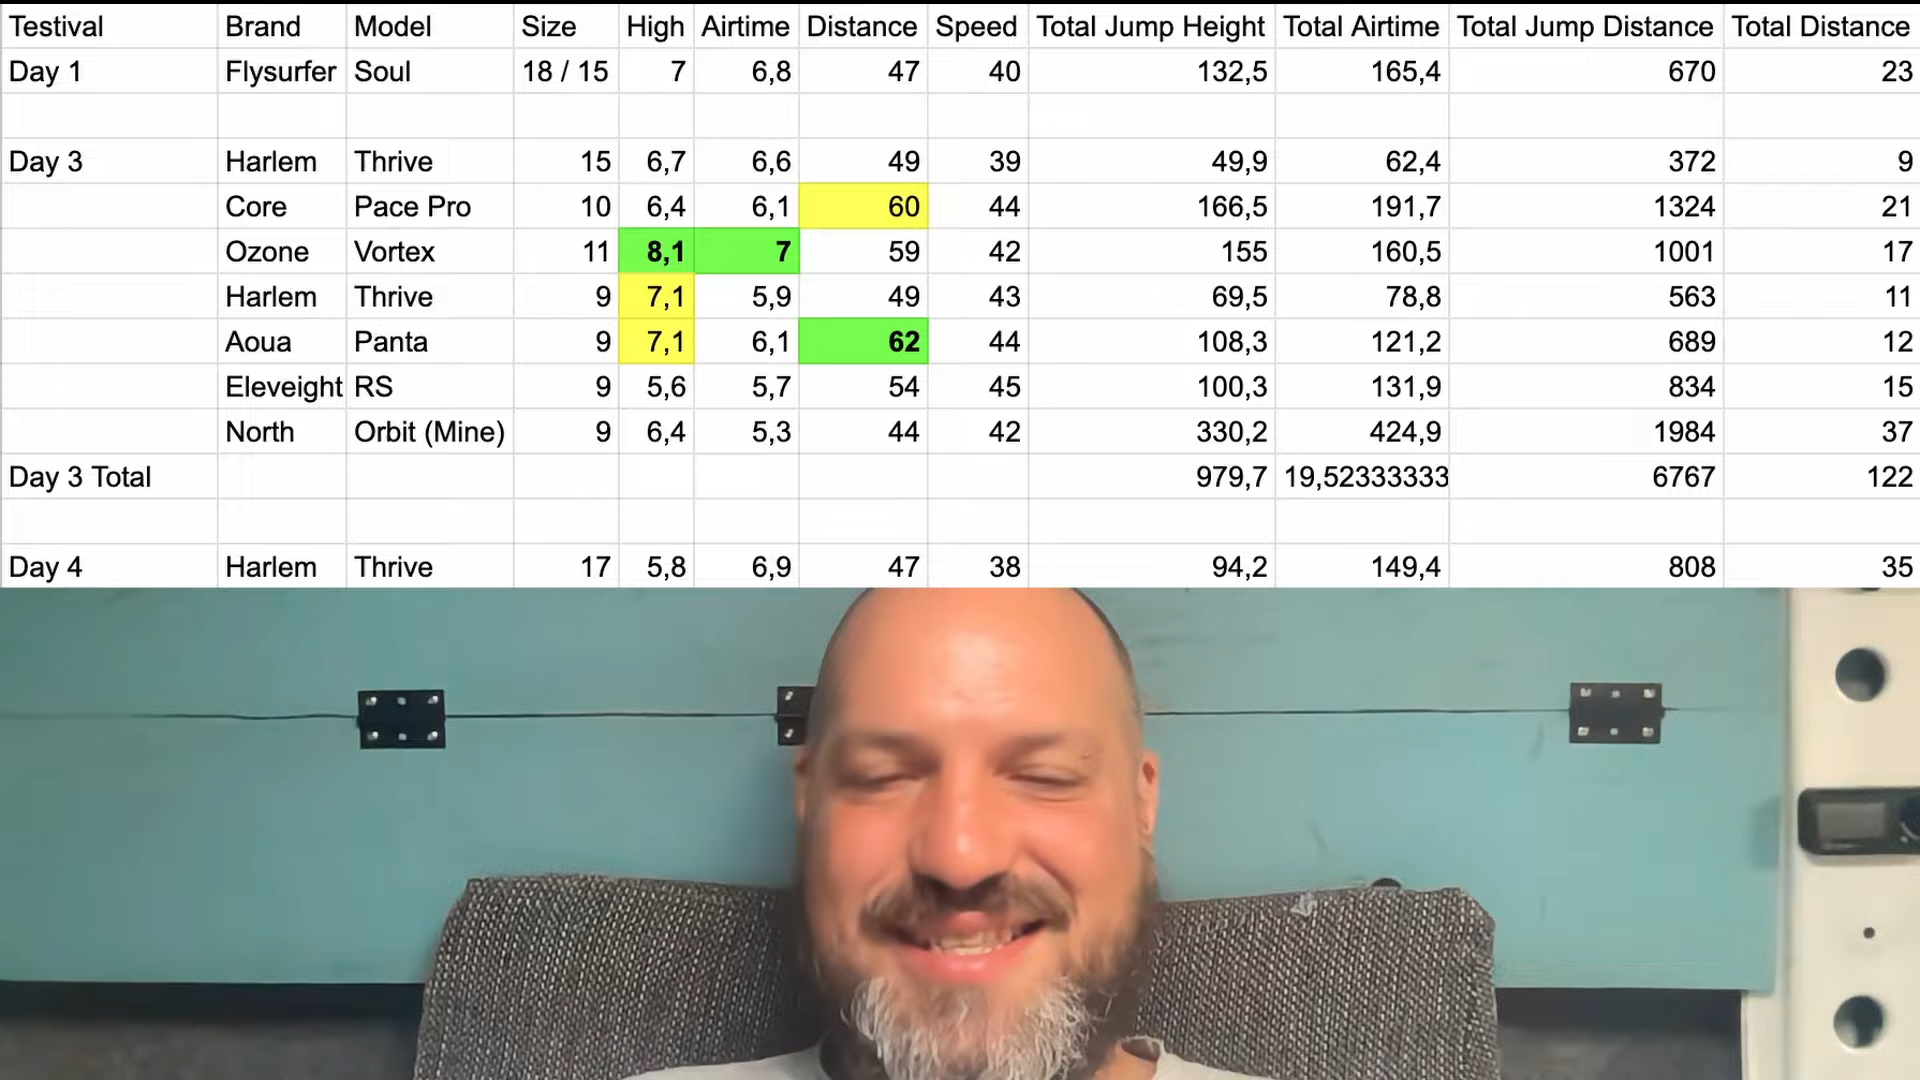 Testival Brand Model Size High Airtime Distance Speed Total Jump Height Total Airtime Total Jump Distance Total Distance
Day 1 Flysurfer Soul 18 / 15 7 6,8 47 40 132,5 165,4 670 23
Day 3 Harlem Thrive 15 6,7 6,6 49 39 49,9 62,4 372 9
Core Pace Pro 10 6,4 6,1 60 44 166,5 191,7 1324 21
Ozone Vortex 11 8,1 7 59 42 155 160,5 1001 17
Harlem Thrive 9 7,1 5,9 49 43 69,5 78,8 563 11
Aoua Panta 9 7,1 6,1 62 44 108,3 121,2 689 12
Eleveight RS 9 5,6 5,7 54 45 100,3 131,9 834 15
North Orbit (Mine) 9 6,4 5,3 44 42 330,2 424,9 1984 37
Day 3 Total 979,7 19,52333333 6767 122
Day 4 Harlem Thrive 17 5,8 6,9 47 38 94,2 149,4 808 35